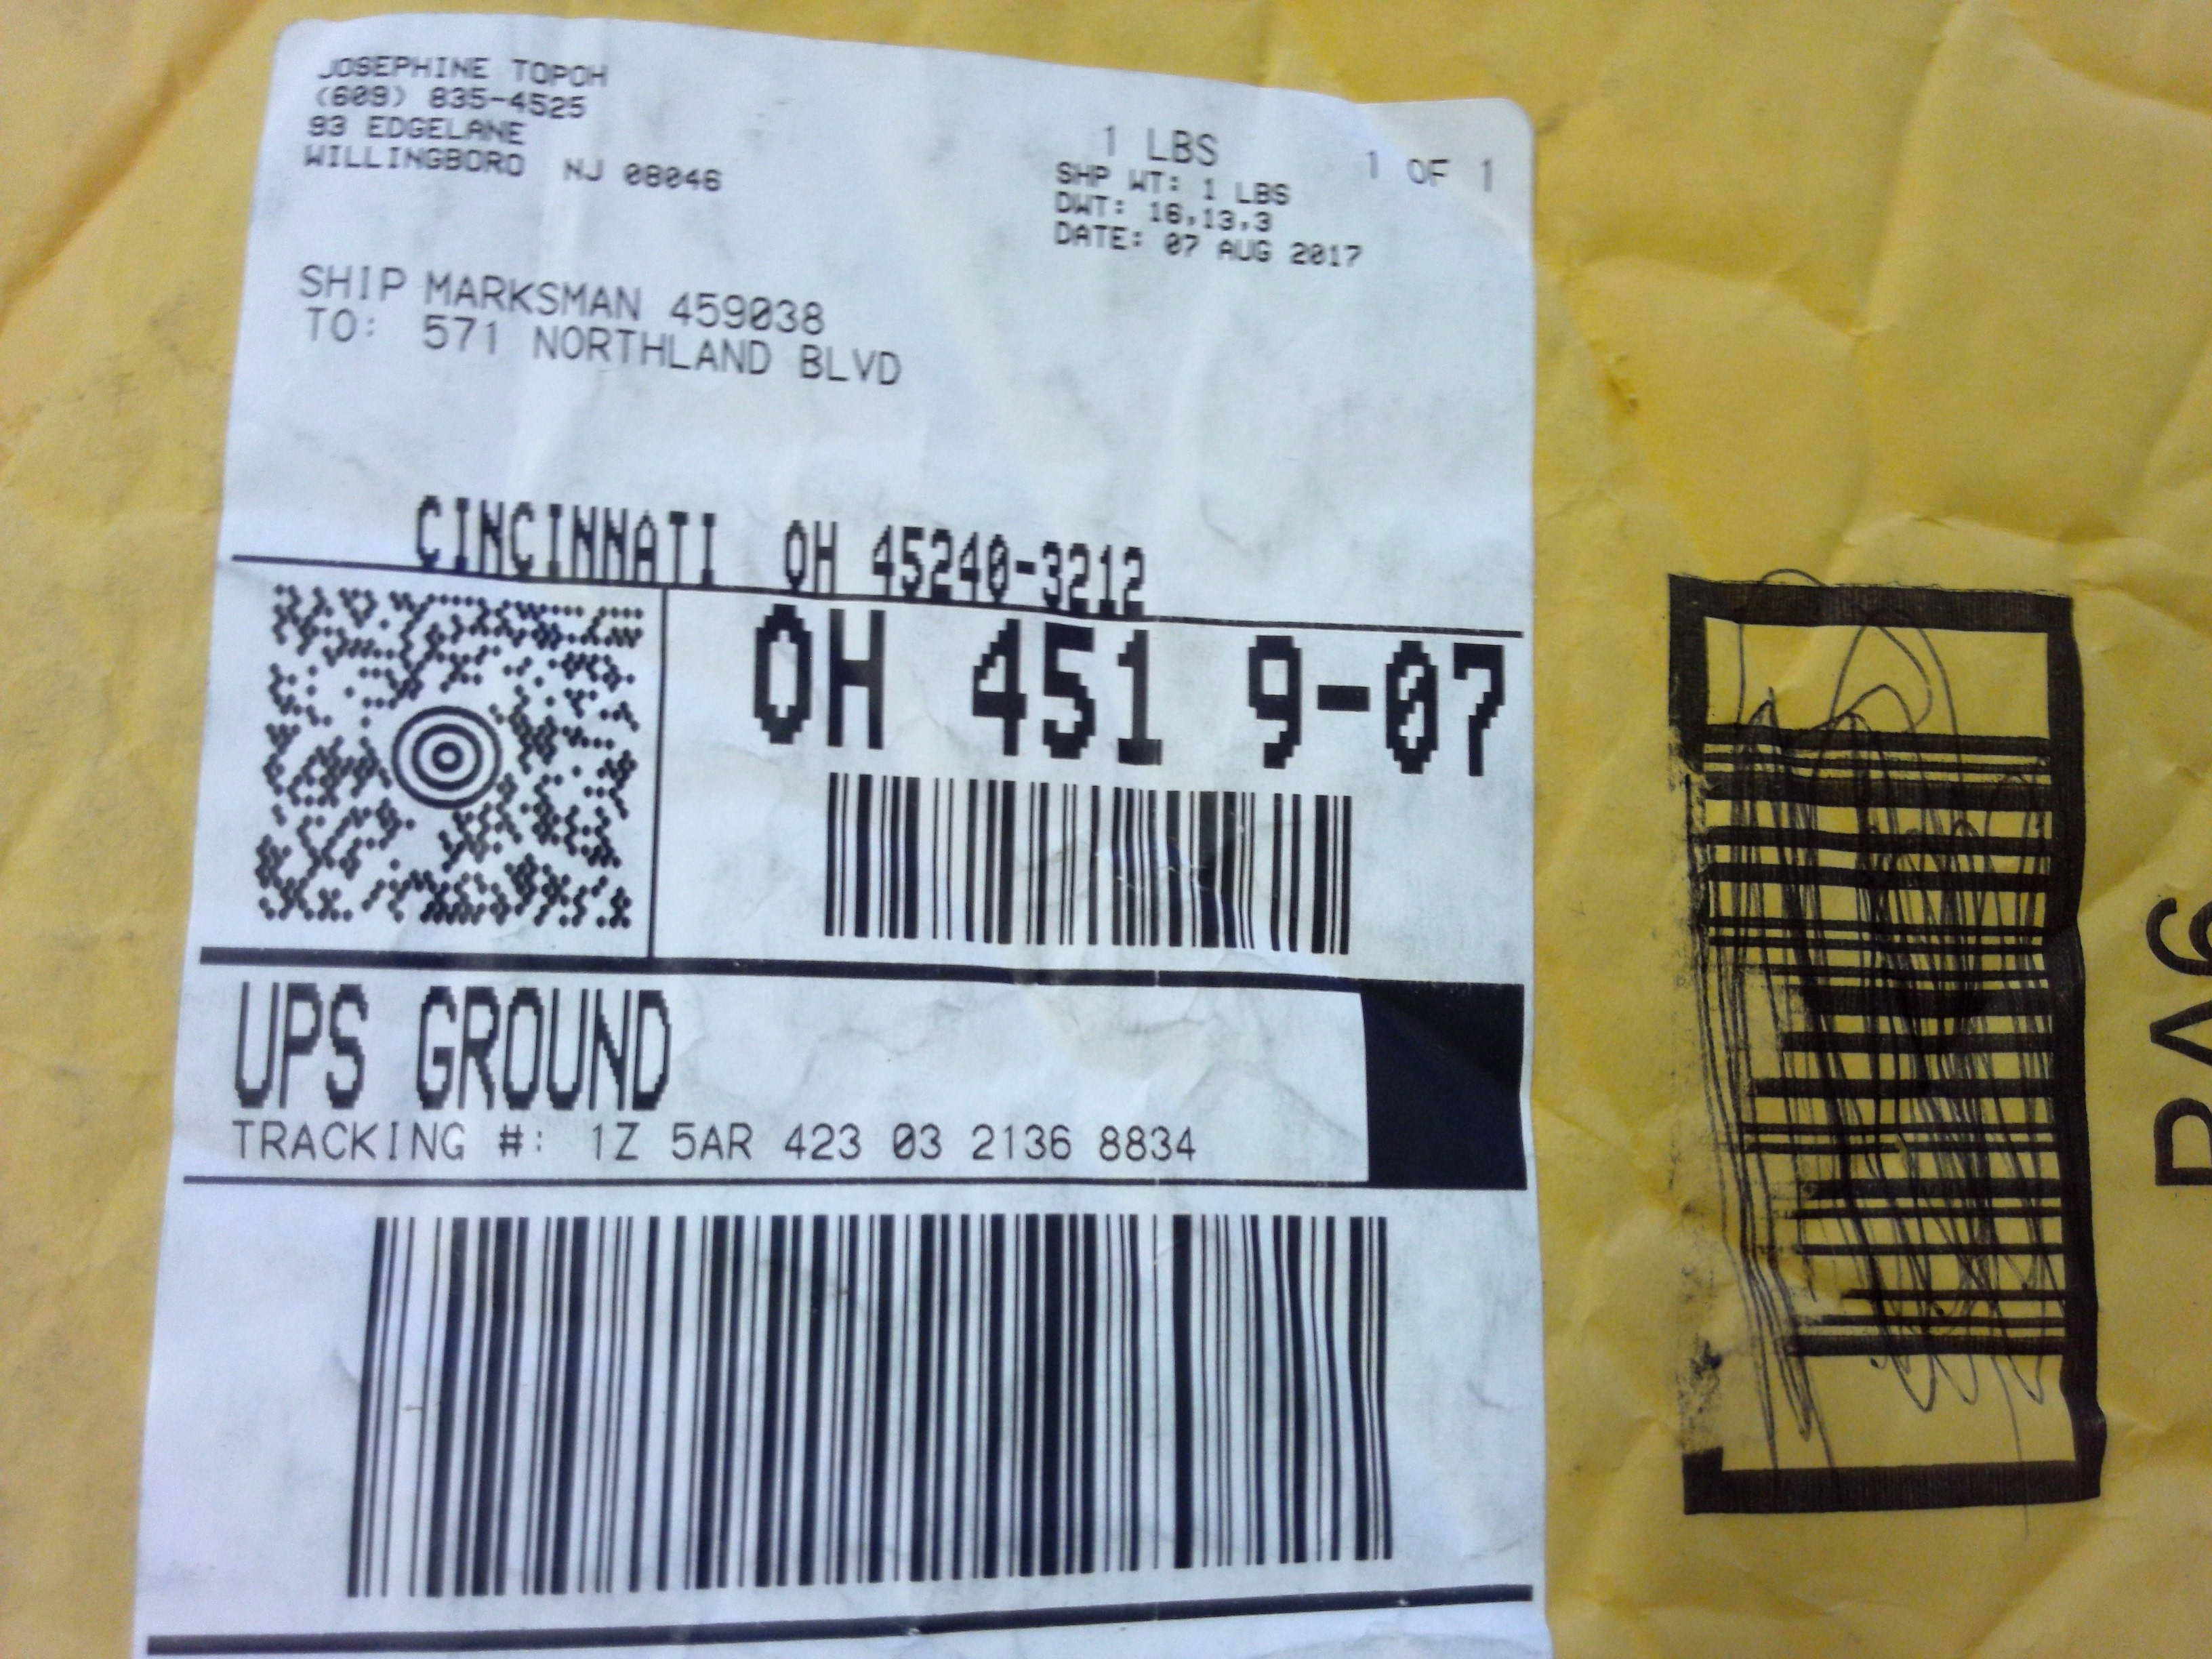 JOSEPHINE TOPOH
(609) 835-4525
93 EDGELANE
WILLINGBORO NJ 08046
1 LBS 1 OF 1
SHP WT: 1 LBS
DWT: 16,13,3
DATE: 07 AUG 2017
SHIP MARKSMAN 459038
TO: 571 NORTHLAND BLVD
CINCINNATI OH 45240-3212
OH 451 9-07
UPS GROUND
TRACKING #: 1Z 5AR 423 03 2136 8834